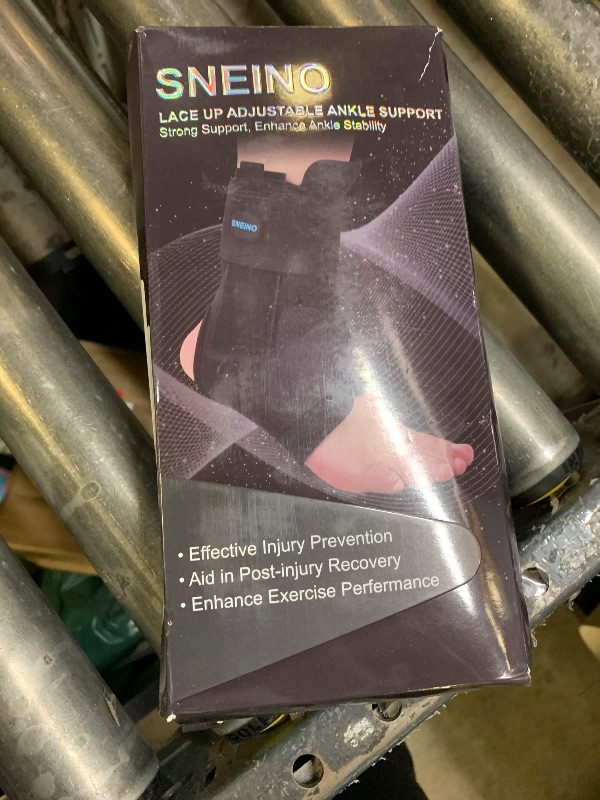 SNEINO
LACE UP ADJUSTABLE ANKLE SUPPORT
Strong Support, Enhance Ankle Stability
SNEINO
• Effective Injury Prevention
• Aid in Post-injury Recovery
• Enhance Exercise Perfermance